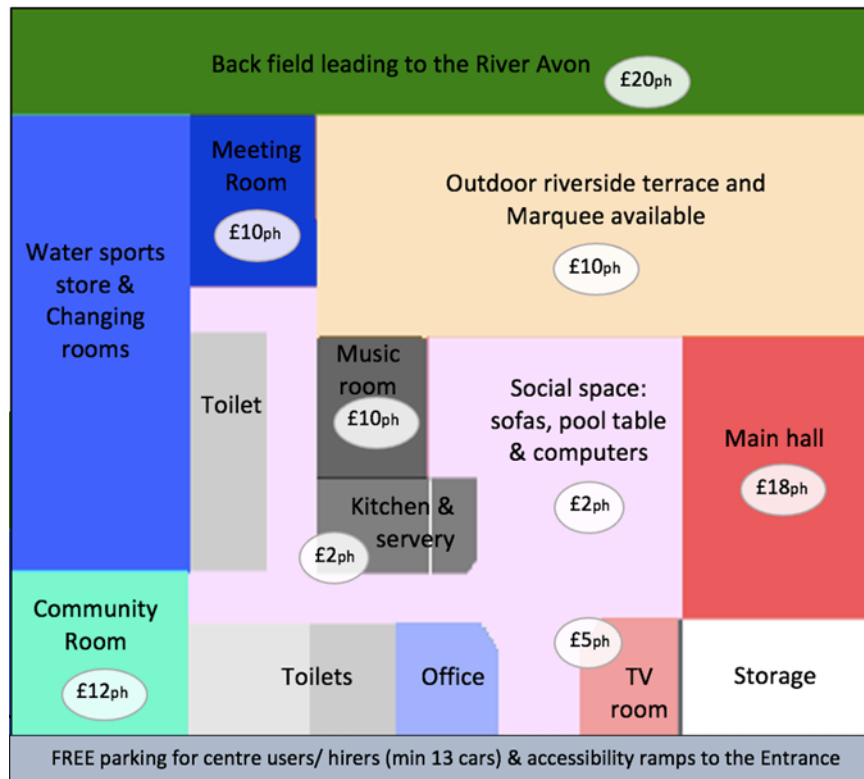 Back field leading to the River Avon
£20ph
Meeting
Room
£10ph
Outdoor riverside terrace and
Marquee available
£10ph
Water sports
store &
Changing
rooms
Toilet
Music
room
£10ph
Social space:
sofas, pool table
& computers
£2ph
Main hall
£18ph
Kitchen &
servery
£2ph
Community
Room
£12ph
Toilets
Office
£5ph
TV
room
Storage
FREE parking for centre users/ hirers (min 13 cars) & accessibility ramps to the Entrance